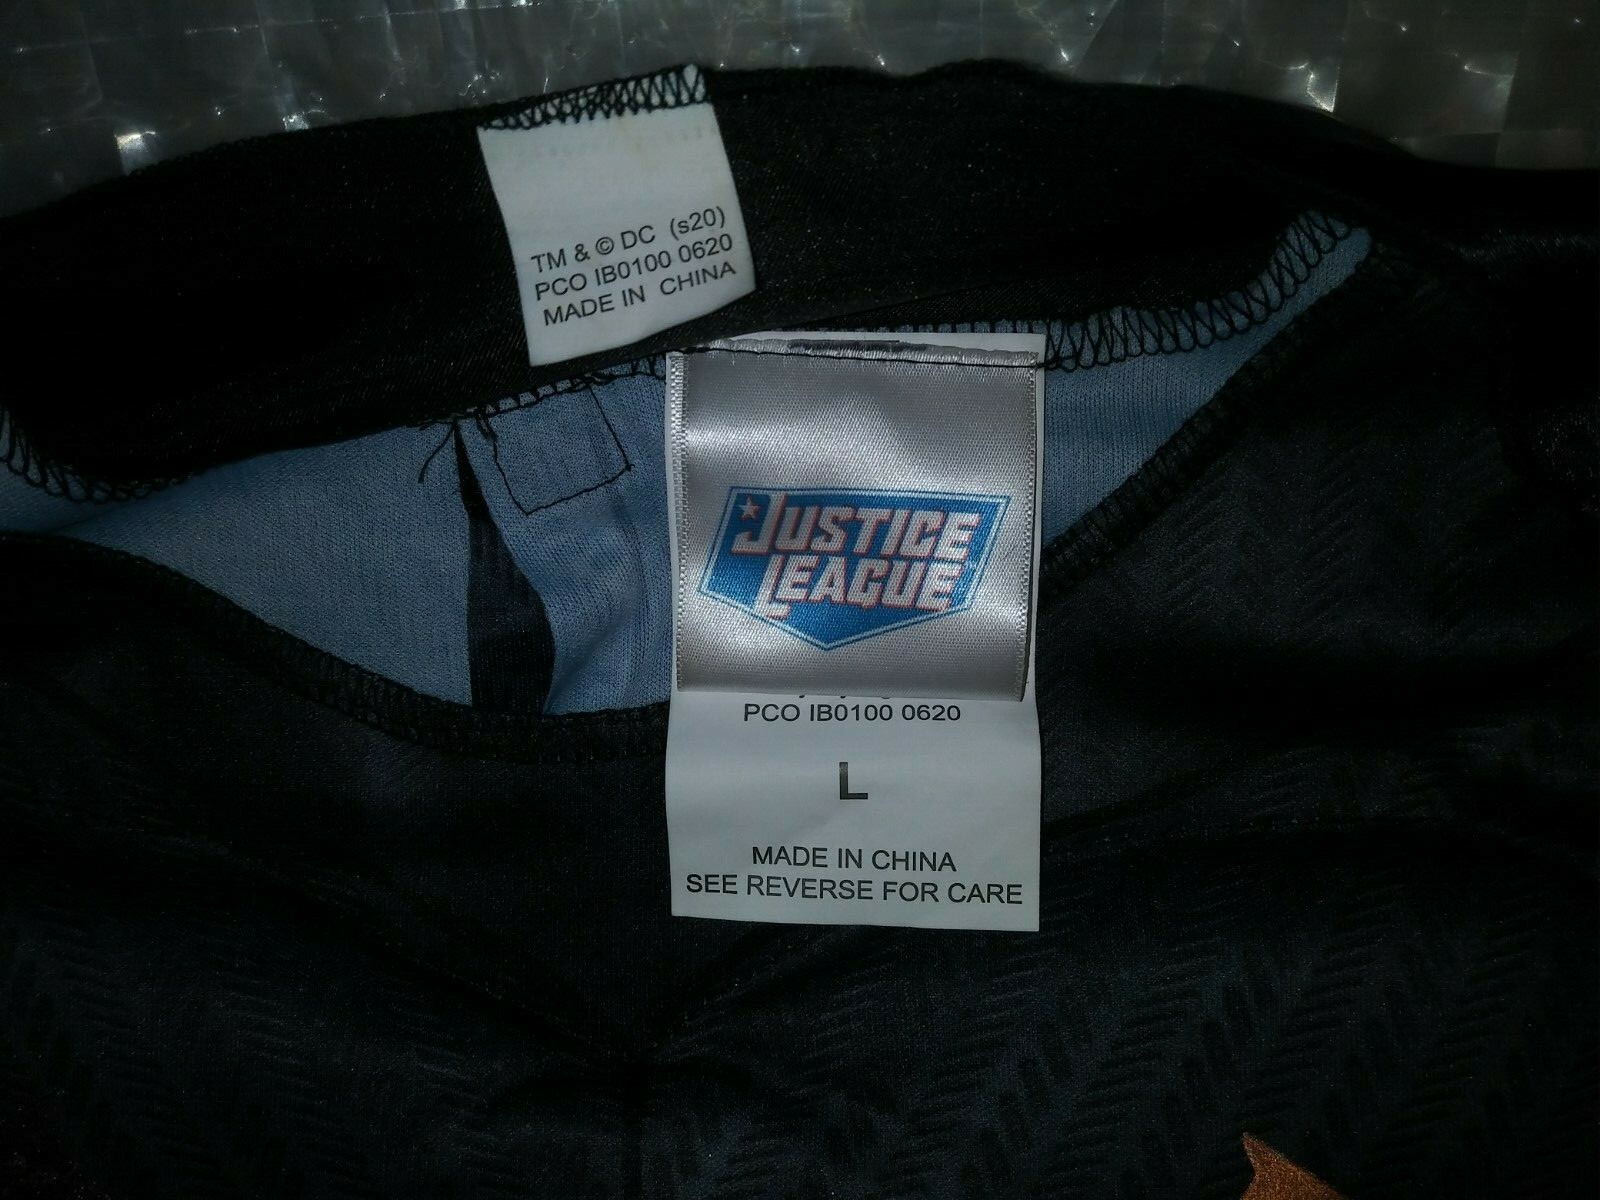 TM & © DC (s20)
PCO IB0100 0620
MADE IN CHINA
JUSTICE
LEAGUE
PCO IB0100 0620
L
MADE IN CHINA
SEE REVERSE FOR CARE